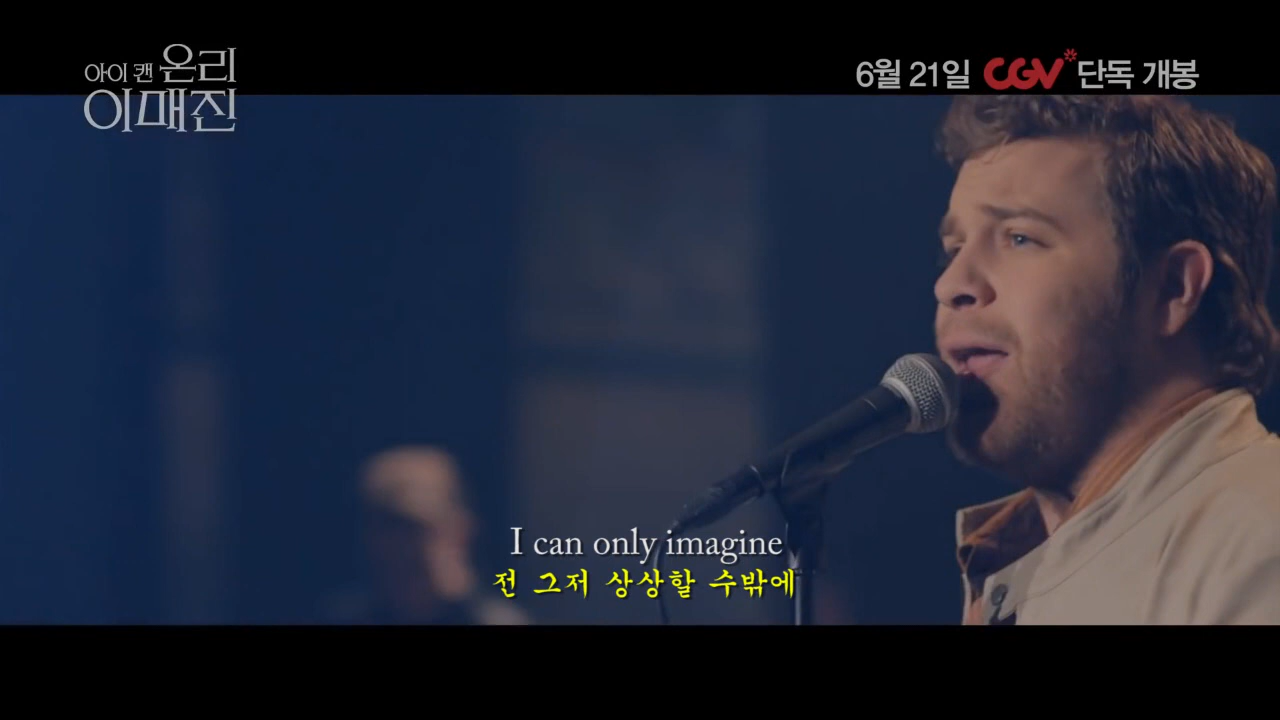 아이 캔 온리
이매진
6월 21일 CGV 단독 개봉
I can only imagine
전 그저 상상할 수밖에